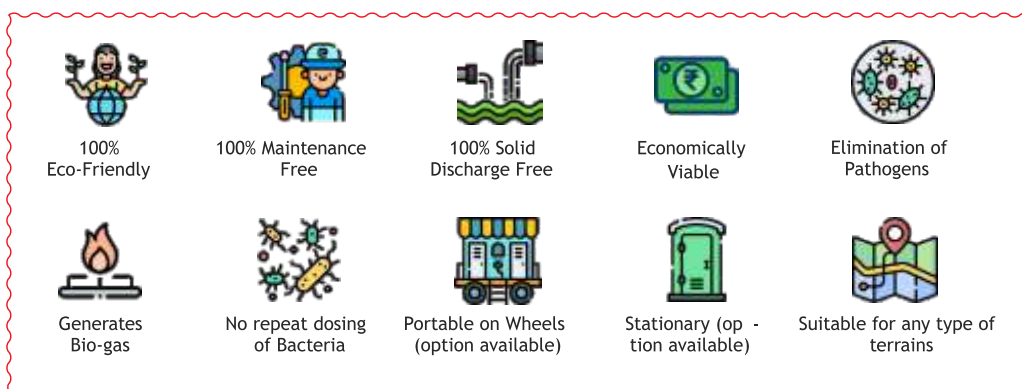 100%
Eco-Friendly
100% Maintenance
Free
100% Solid
Discharge Free
Economically
Viable
Elimination of
Pathogens
Generates
Bio-gas
No repeat dosing
of Bacteria
Portable on Wheels
(option available)
Stationary (op -
tion available)
Suitable for any type of
terrains